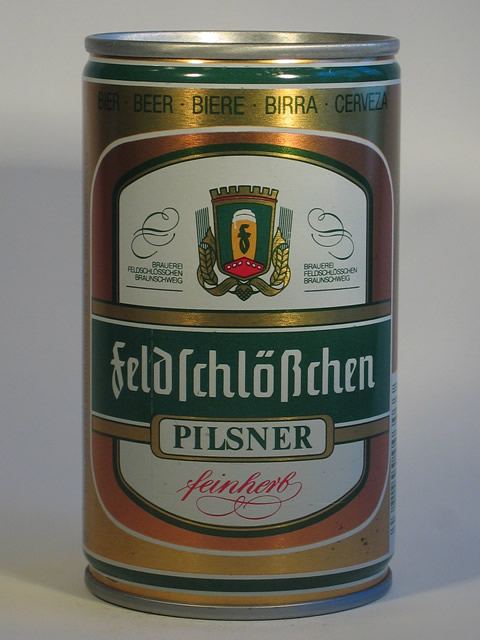 BIER · BEER · BIERE · BIRRA · CERVEZA
BRAUEREI
FELDSCHLÖSSCHEN
BRAUNSCHWEIG
BRAUEREI
FELDSCHLÖSSCHEN
BRAUNSCHWEIG
f
Feldſchlößchen
PILSNER
feinherb